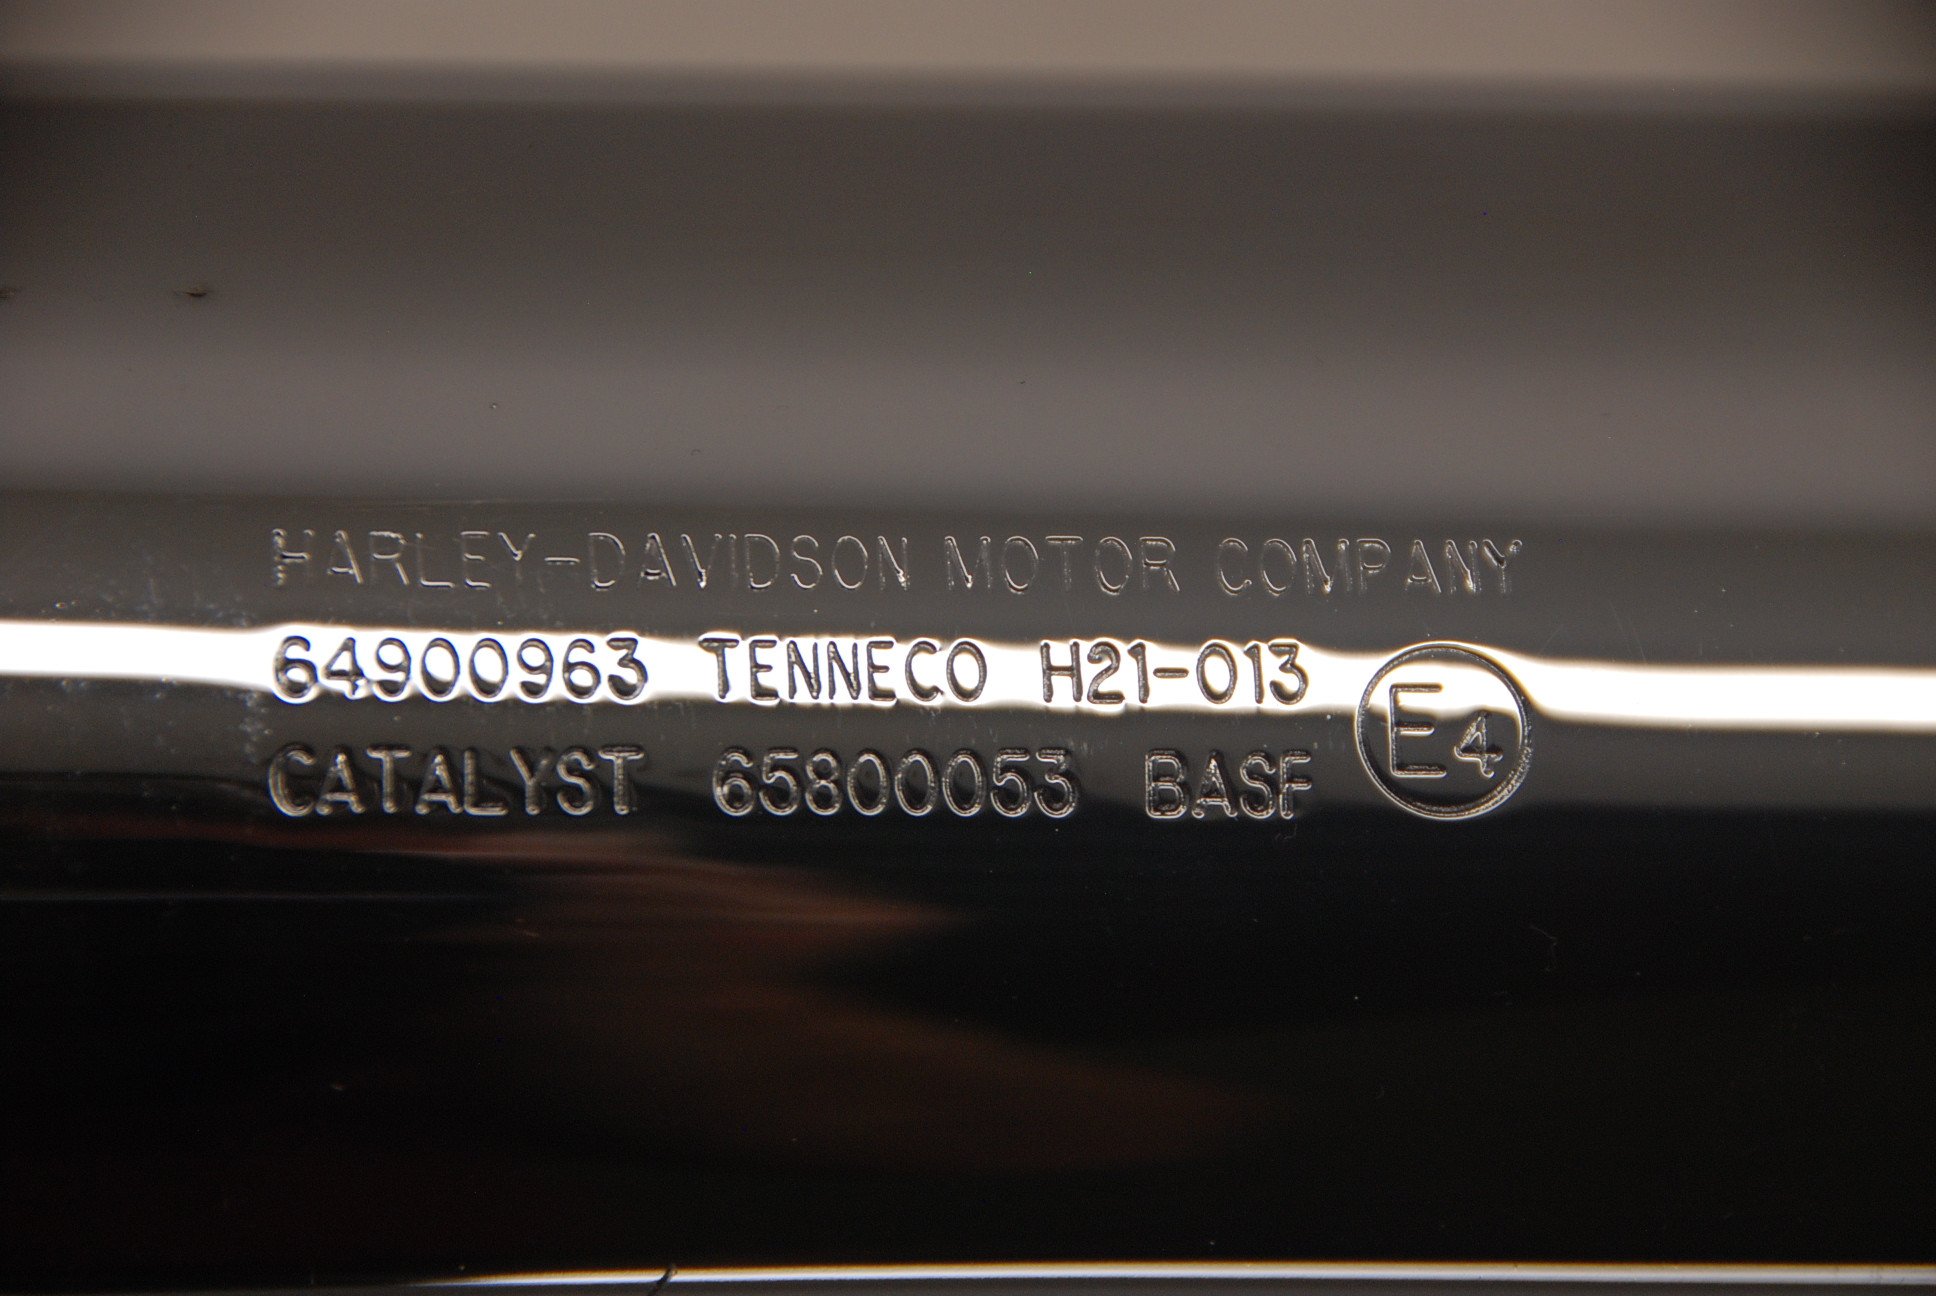 HARLEY-DAVIDSON MOTOR COMPANY
64900963 TENNECO H21-013
E4
CATALYST 65800053 BASF